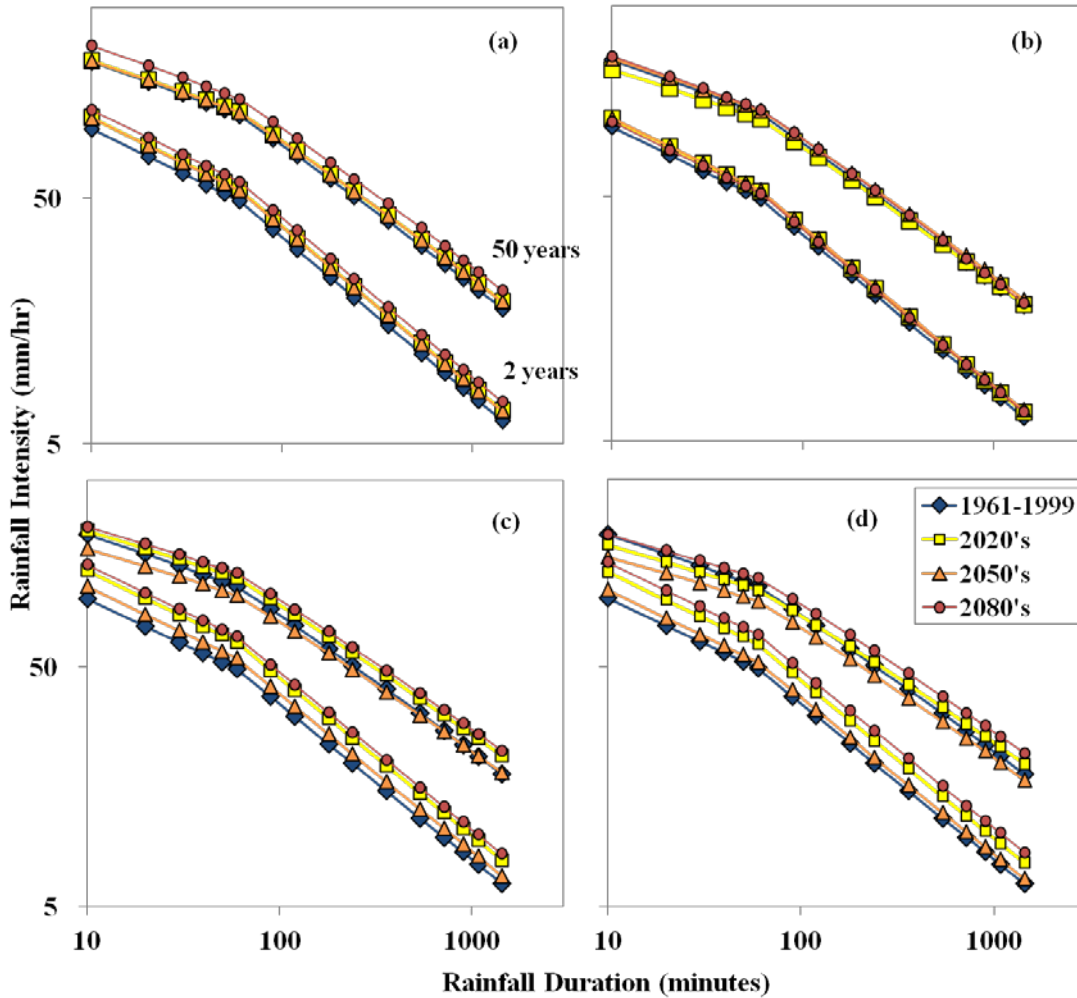 (a)
(b)
50
50 years
2 years
5
(c)
(d)
1961-1999
2020's
2050's
2080's
50
5
10
100
1000
10
100
1000
Rainfall Intensity (mm/hr)
Rainfall Duration (minutes)